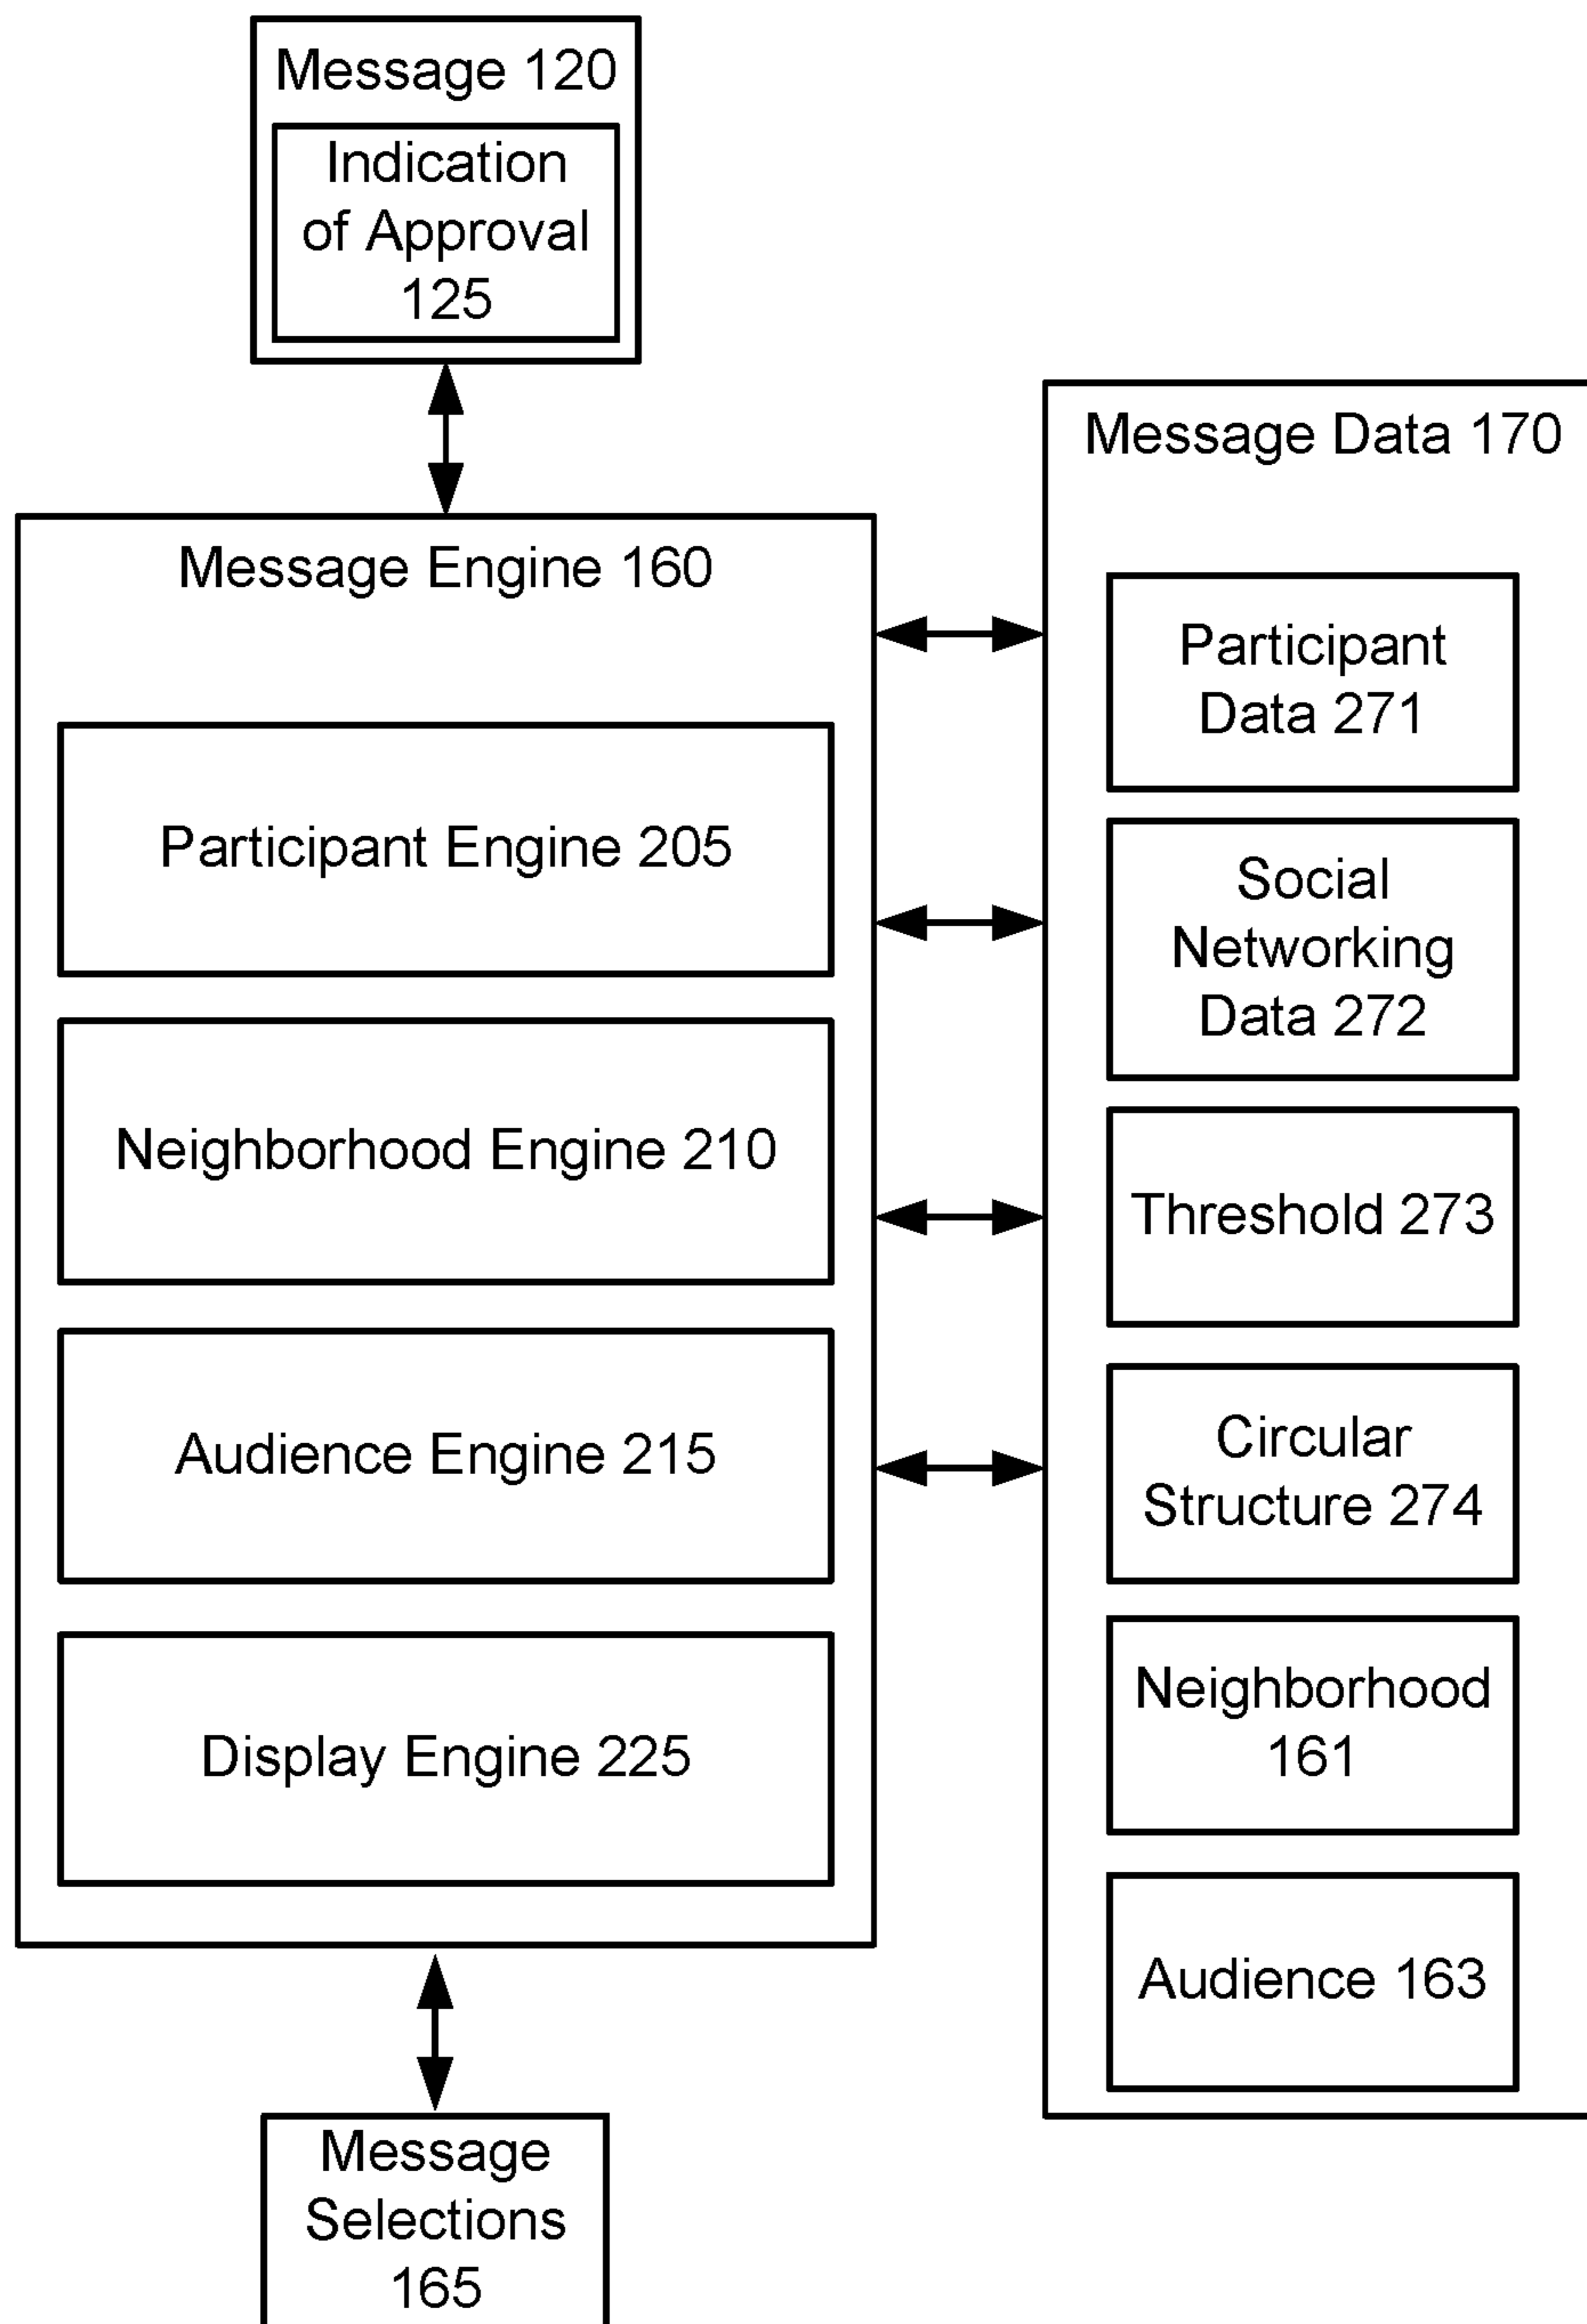 Message 120
Indication
of Approval
125
Message Engine 160
Participant Engine 205
Neighborhood Engine 210
Audience Engine 215
Display Engine 225
Message Data 170
Participant
Data 271
Social
Networking
Data 272
Threshold 273
Circular
Structure 274
Neighborhood
161
Audience 163
Message
Selections
165